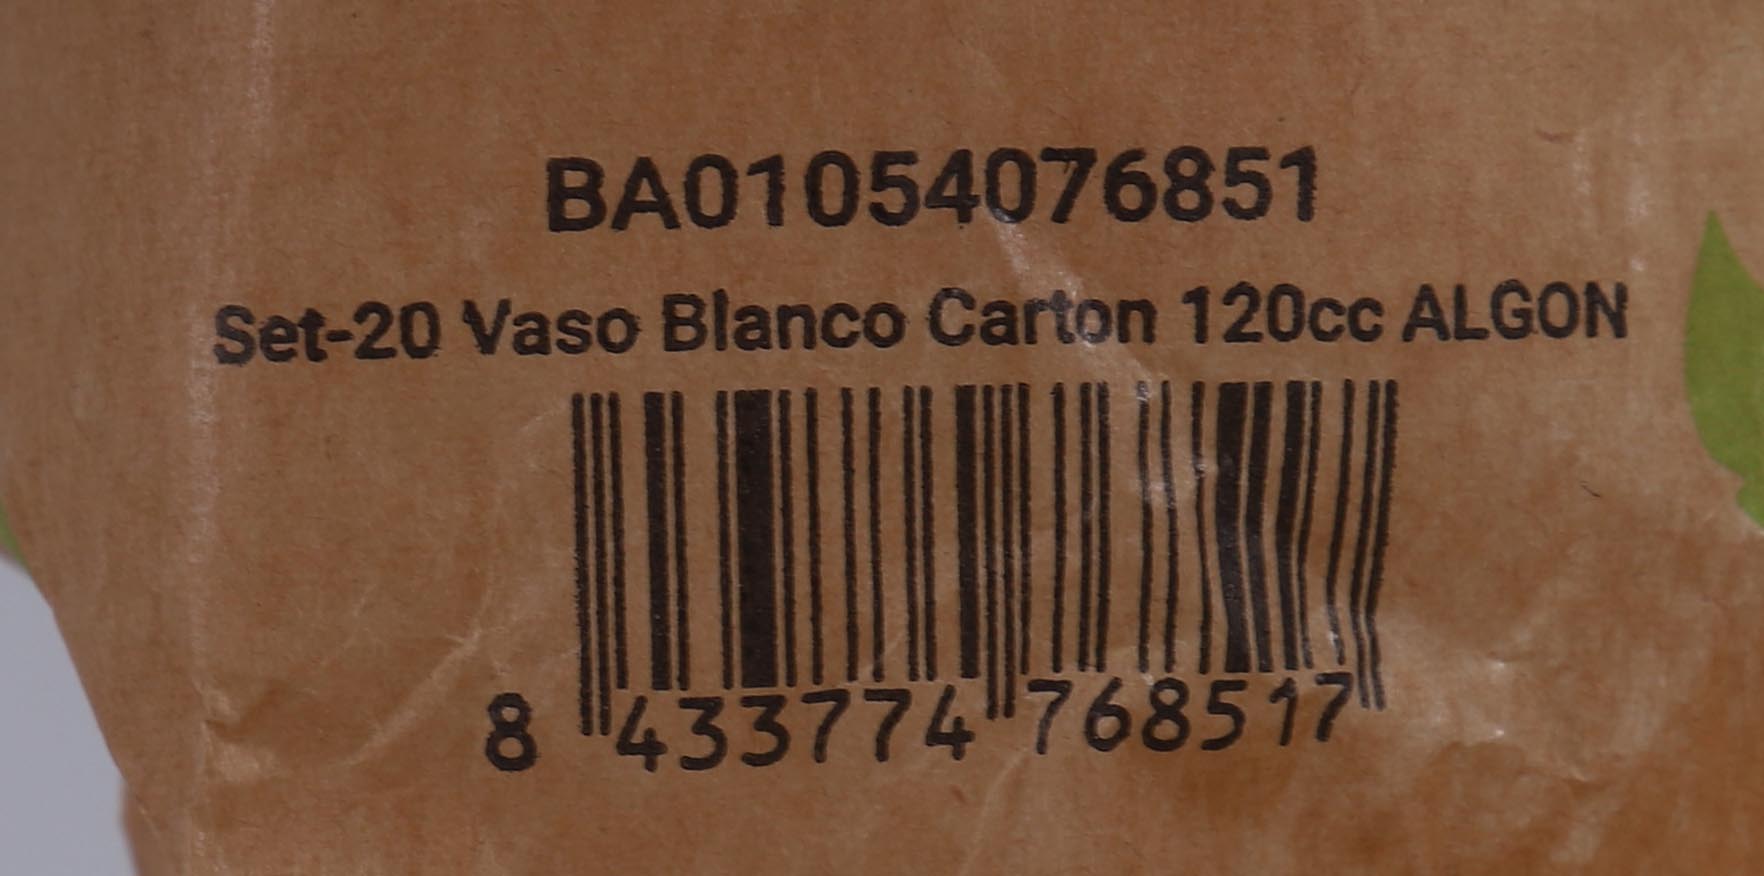 BA01054076851
Set-20 Vaso Blanco Carton 120cc ALGON
8 433774 768517